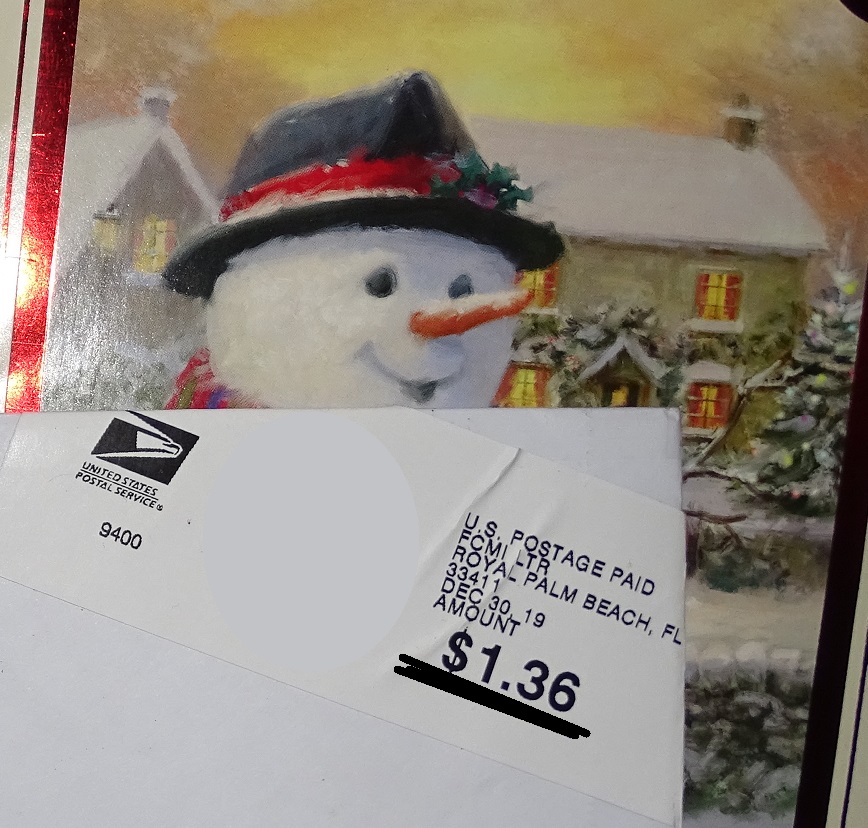 UNITED STATES
POSTAL SERVICE®
9400
U.S. POSTAGE PAID
FCMI LTR
ROYAL PALM BEACH, FL
33411
DEC 30, 19
AMOUNT
$1.36